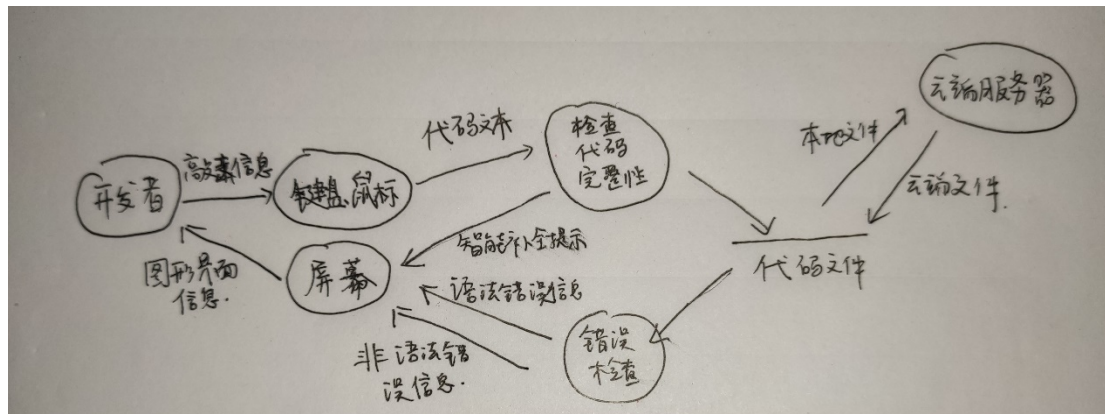 开发者
敲击信息
键盘、鼠标
代码文本
检查
代码
完整性
本地文件
云端服务器
云端文件.
代码文件
智能补全提示
图形界面
信息.
屏幕
语法错误信息
非语法错
误信息.
错误
检查